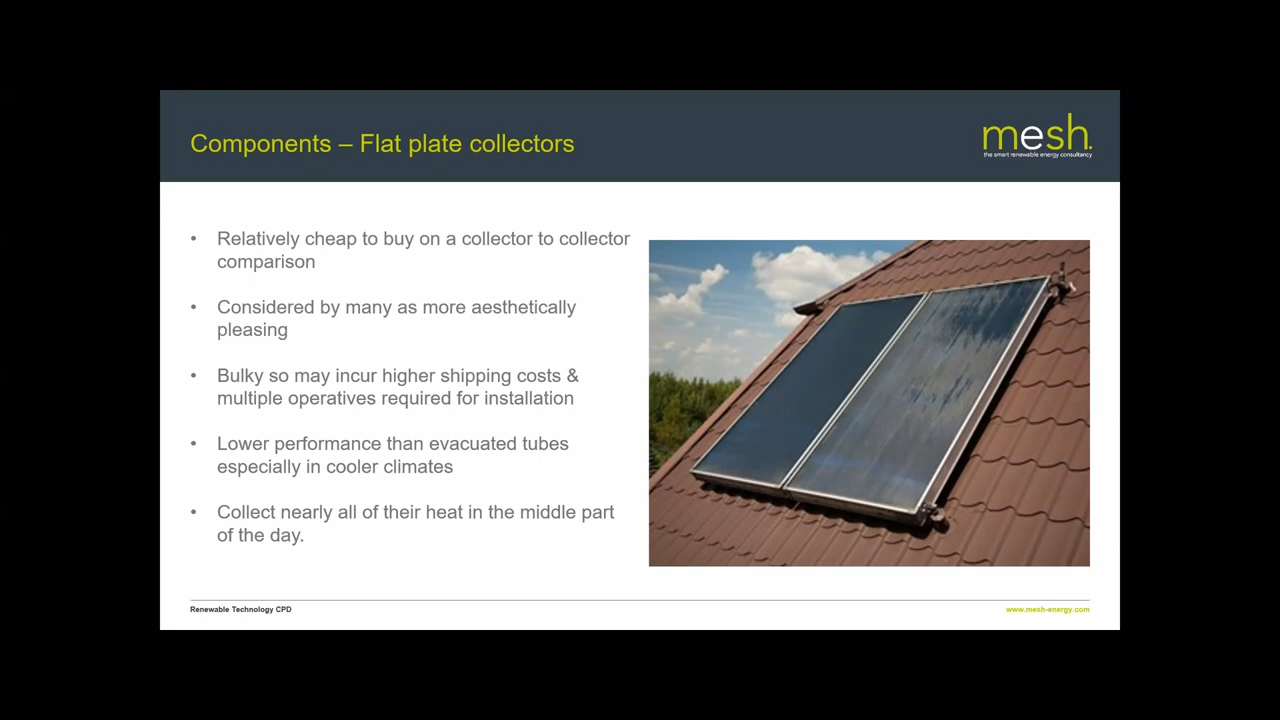 Components – Flat plate collectors
mesh.
the smart renewable energy consultancy
• Relatively cheap to buy on a collector to collector
comparison
• Considered by many as more aesthetically
pleasing
• Bulky so may incur higher shipping costs &
multiple operatives required for installation
• Lower performance than evacuated tubes
especially in cooler climates
• Collect nearly all of their heat in the middle part
of the day.
Renewable Technology CPD
www.mesh-energy.com